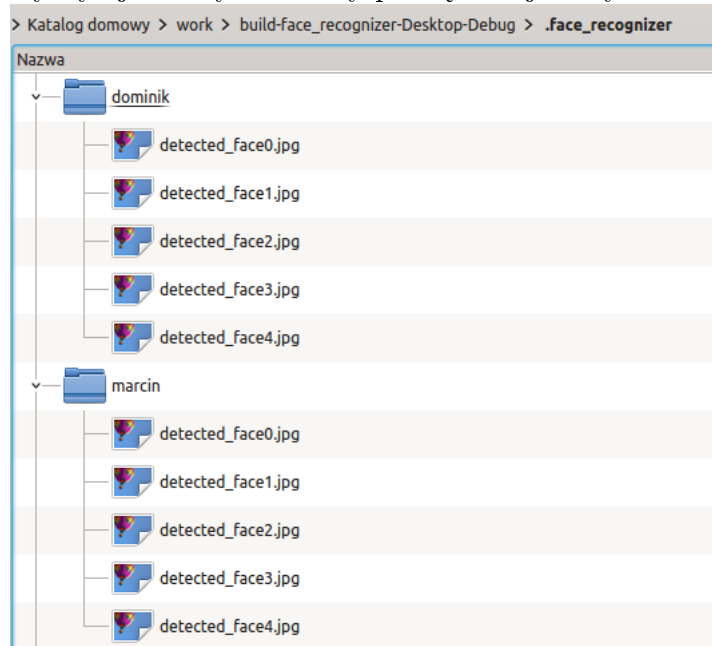 > Katalog domowy > work > build-face_recognizer-Desktop-Debug > .face_recognizer
Nazwa
dominik
detected_face0.jpg
detected_face1.jpg
detected_face2.jpg
detected_face3.jpg
detected_face4.jpg
marcin
detected_face0.jpg
detected_face1.jpg
detected_face2.jpg
detected_face3.jpg
detected_face4.jpg